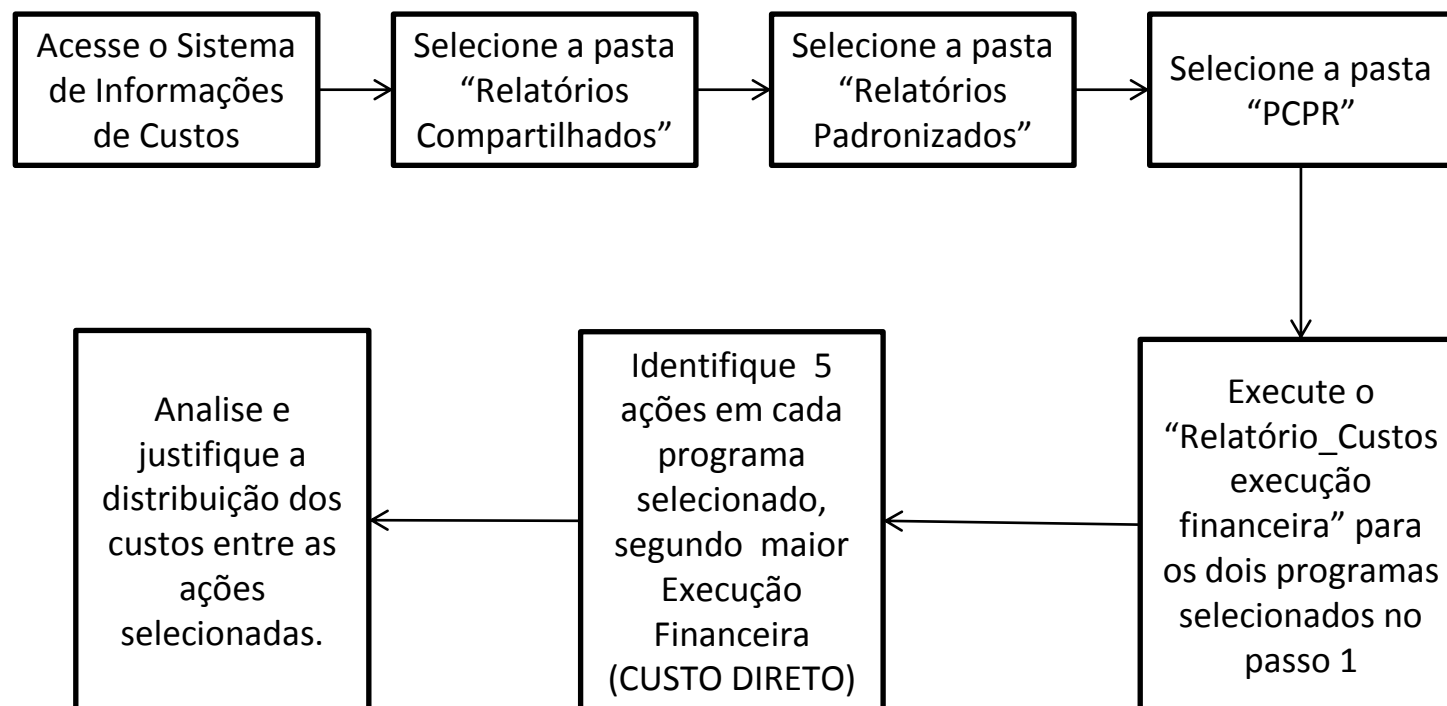 Acesse o Sistema
de Informações
de Custos
Selecione a pasta
“Relatórios
Compartilhados”
Selecione a pasta
“Relatórios
Padronizados”
Selecione a pasta
“PCPR”
Execute o
“Relatório_Custos
execução
financeira” para
os dois programas
selecionados no
passo 1
Identifique 5
ações em cada
programa
selecionado,
segundo maior
Execução
Financeira
(CUSTO DIRETO)
Analise e
justifique a
distribuição dos
custos entre as
ações
selecionadas.